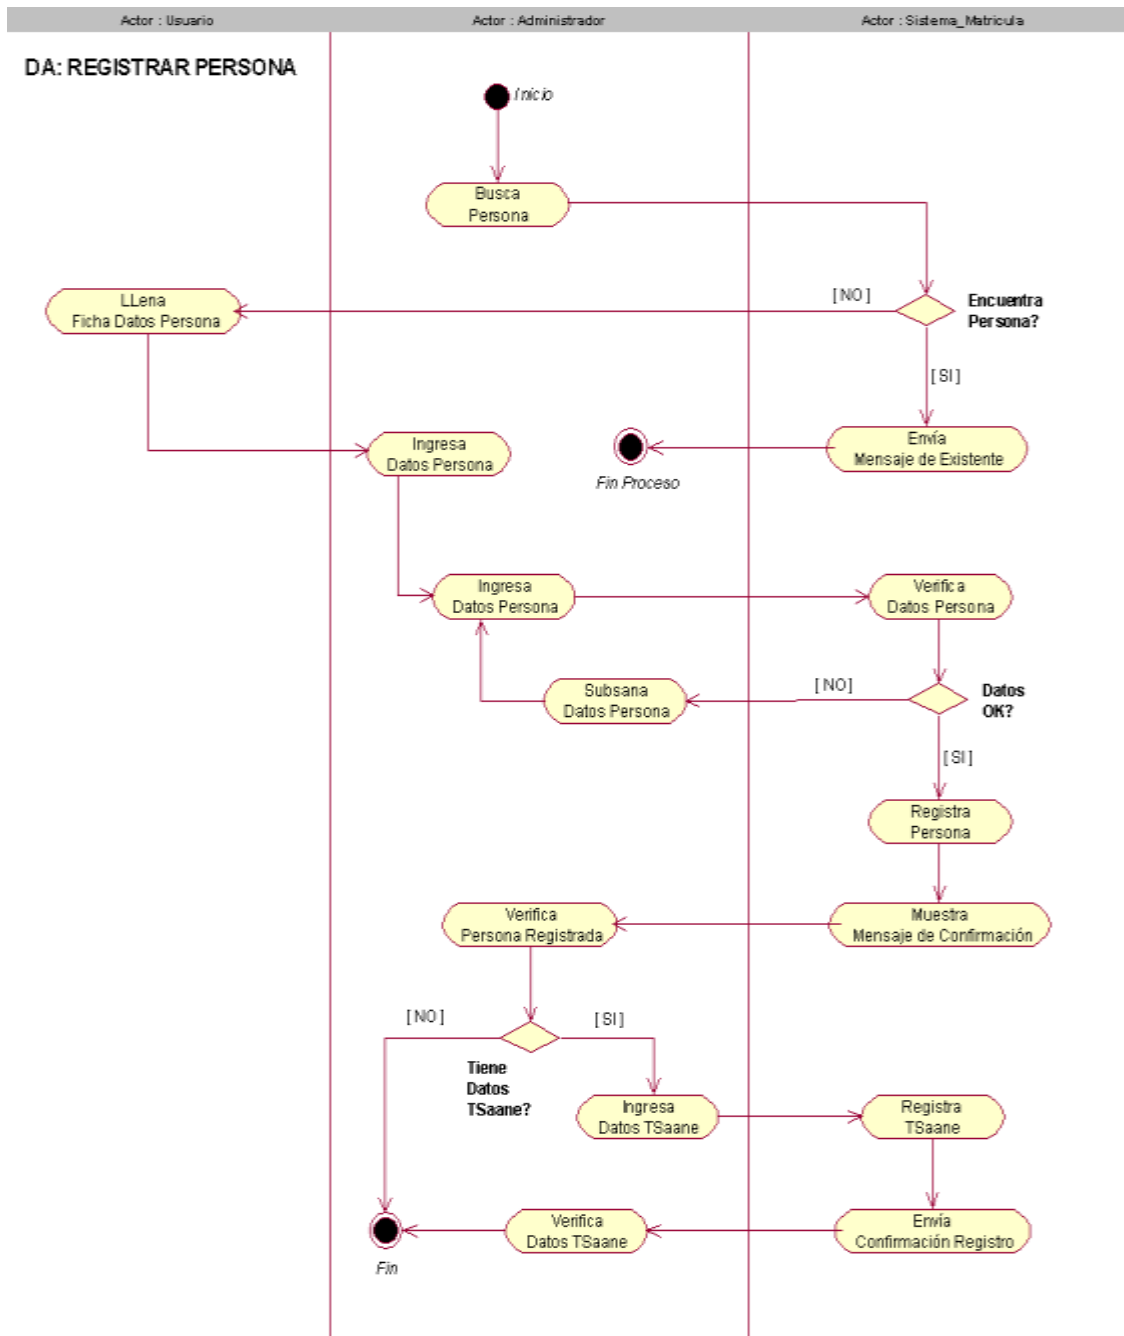 Actor : Usuario
Actor : Administrador
Actor : Sistema_Matricula
DA: REGISTRAR PERSONA
Inicio
Busca
Persona
LLena
Ficha Datos Persona
[ NO ]
Encuentra
Persona?
[ SI ]
Ingresa
Datos Persona
Fin Proceso
Envía
Mensaje de Existente
Ingresa
Datos Persona
Verifica
Datos Persona
Subsana
Datos Persona
[ NO ]
Datos
OK?
[ SI ]
Registra
Persona
Verifica
Persona Registrada
Muestra
Mensaje de Confirmación
[ NO ]
[ SI ]
Tiene
Datos
TSaane?
Ingresa
Datos TSaane
Registra
TSaane
Fin
Verifica
Datos TSaane
Envía
Confirmación Registro